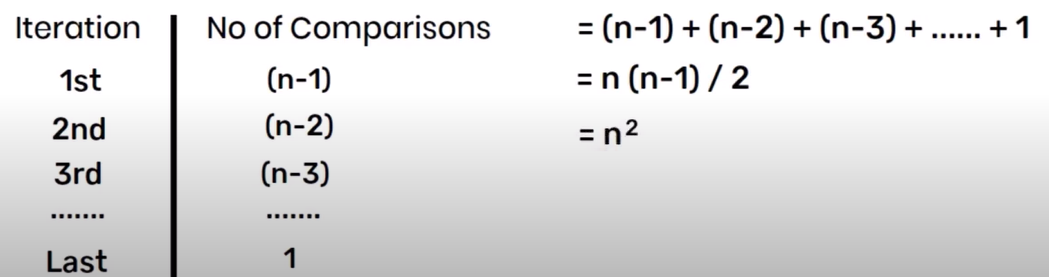 Iteration No of Comparisons = (n-1) + (n-2) + (n-3) + ...... + 1
1st (n-1) = n (n-1) / 2
2nd (n-2) = n²
3rd (n-3)
....... .......
Last 1